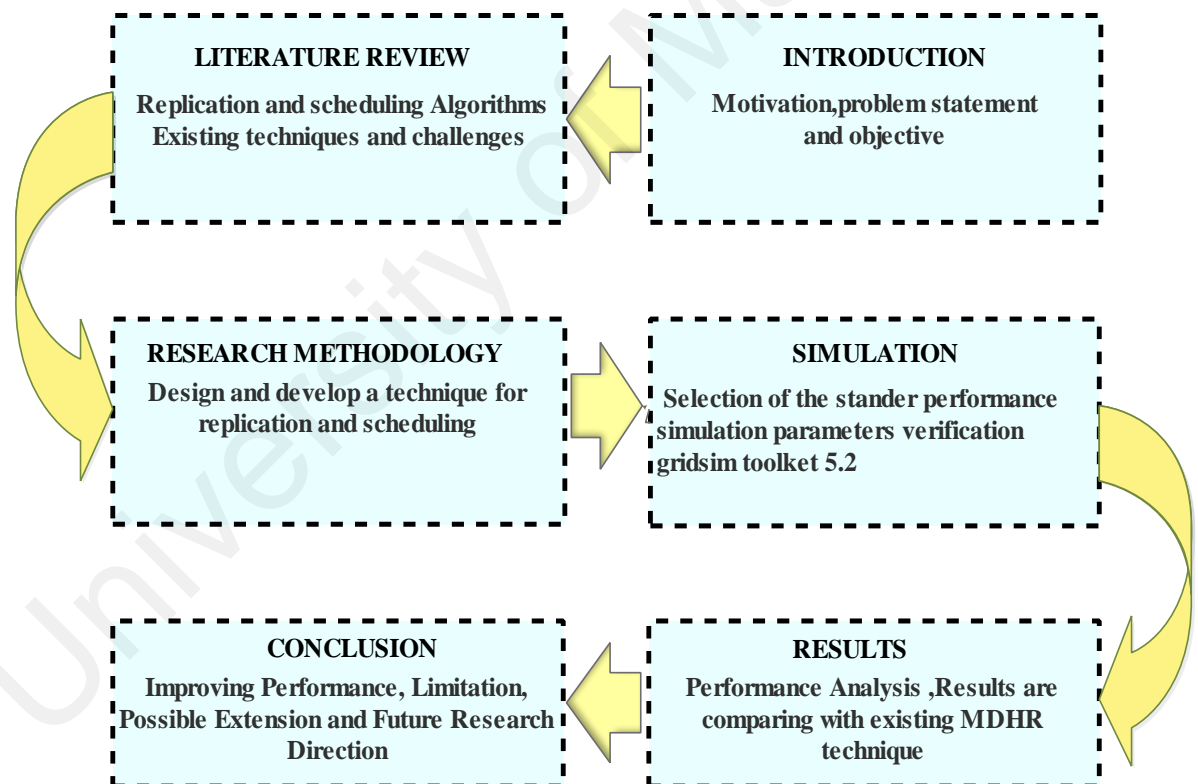 LITERATURE REVIEW
Replication and scheduling Algorithms
Existing techniques and challenges
INTRODUCTION
Motivation,problem statement
and objective
RESEARCH METHODOLOGY
Design and develop a technique for
replication and scheduling
SIMULATION
Selection of the stander performance
simulation parameters verification
gridsim toolket 5.2
CONCLUSION
Improving Performance, Limitation,
Possible Extension and Future Research
Direction
RESULTS
Performance Analysis ,Results are
comparing with existing MDHR
technique
University of Ma